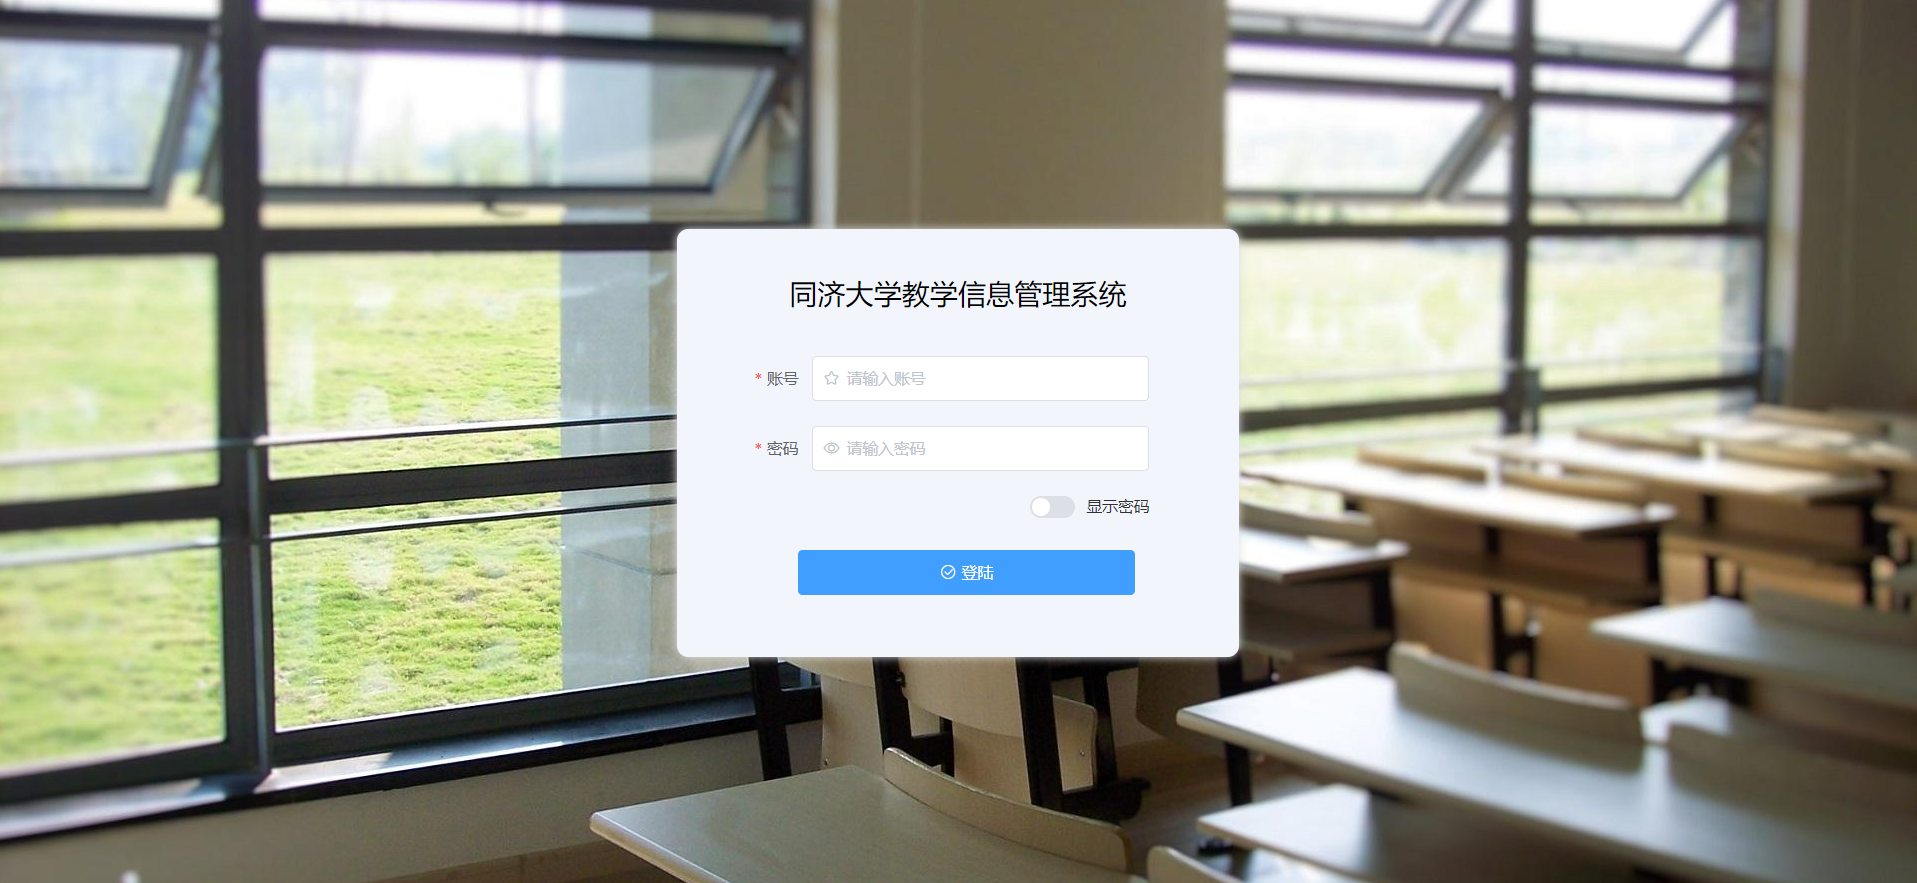 同济大学教学信息管理系统
* 账号 请输入账号
* 密码 请输入密码
显示密码
登陆